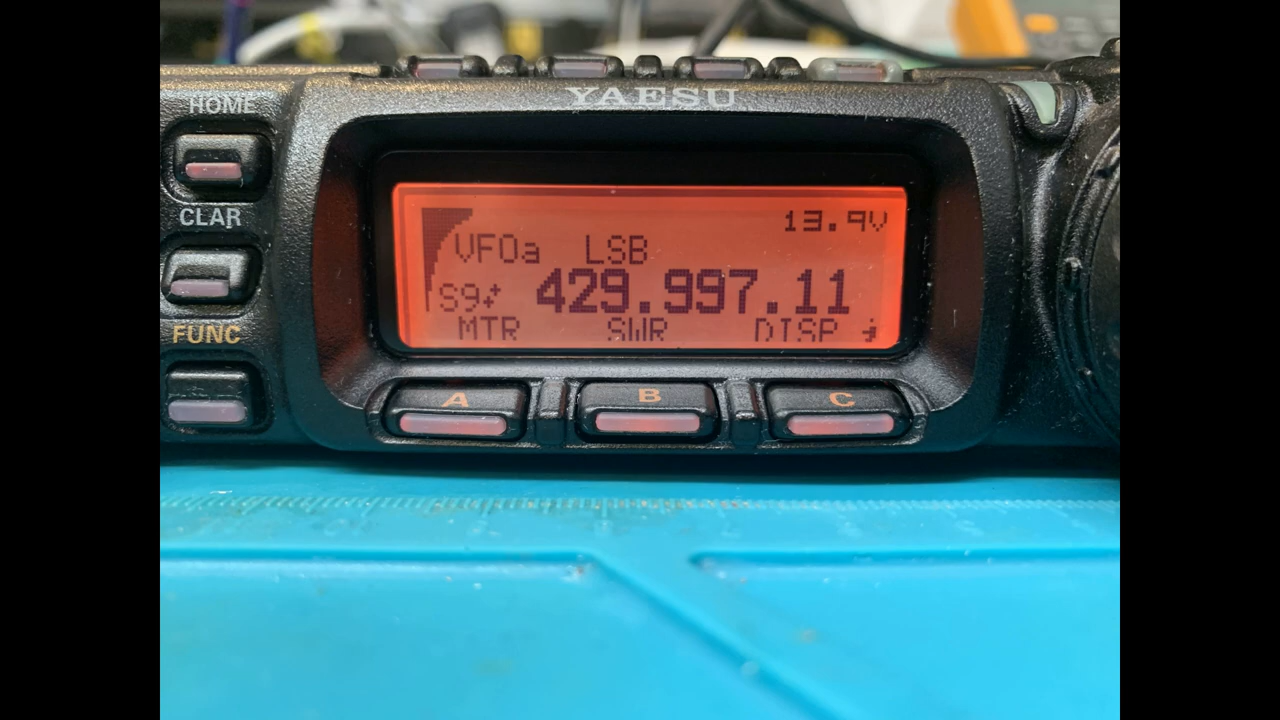 YAESU
HOME
CLAR
FUNC
13.9V
VFOa LSB
S9+ 429.997.11
MTR SWR DISP
A B C